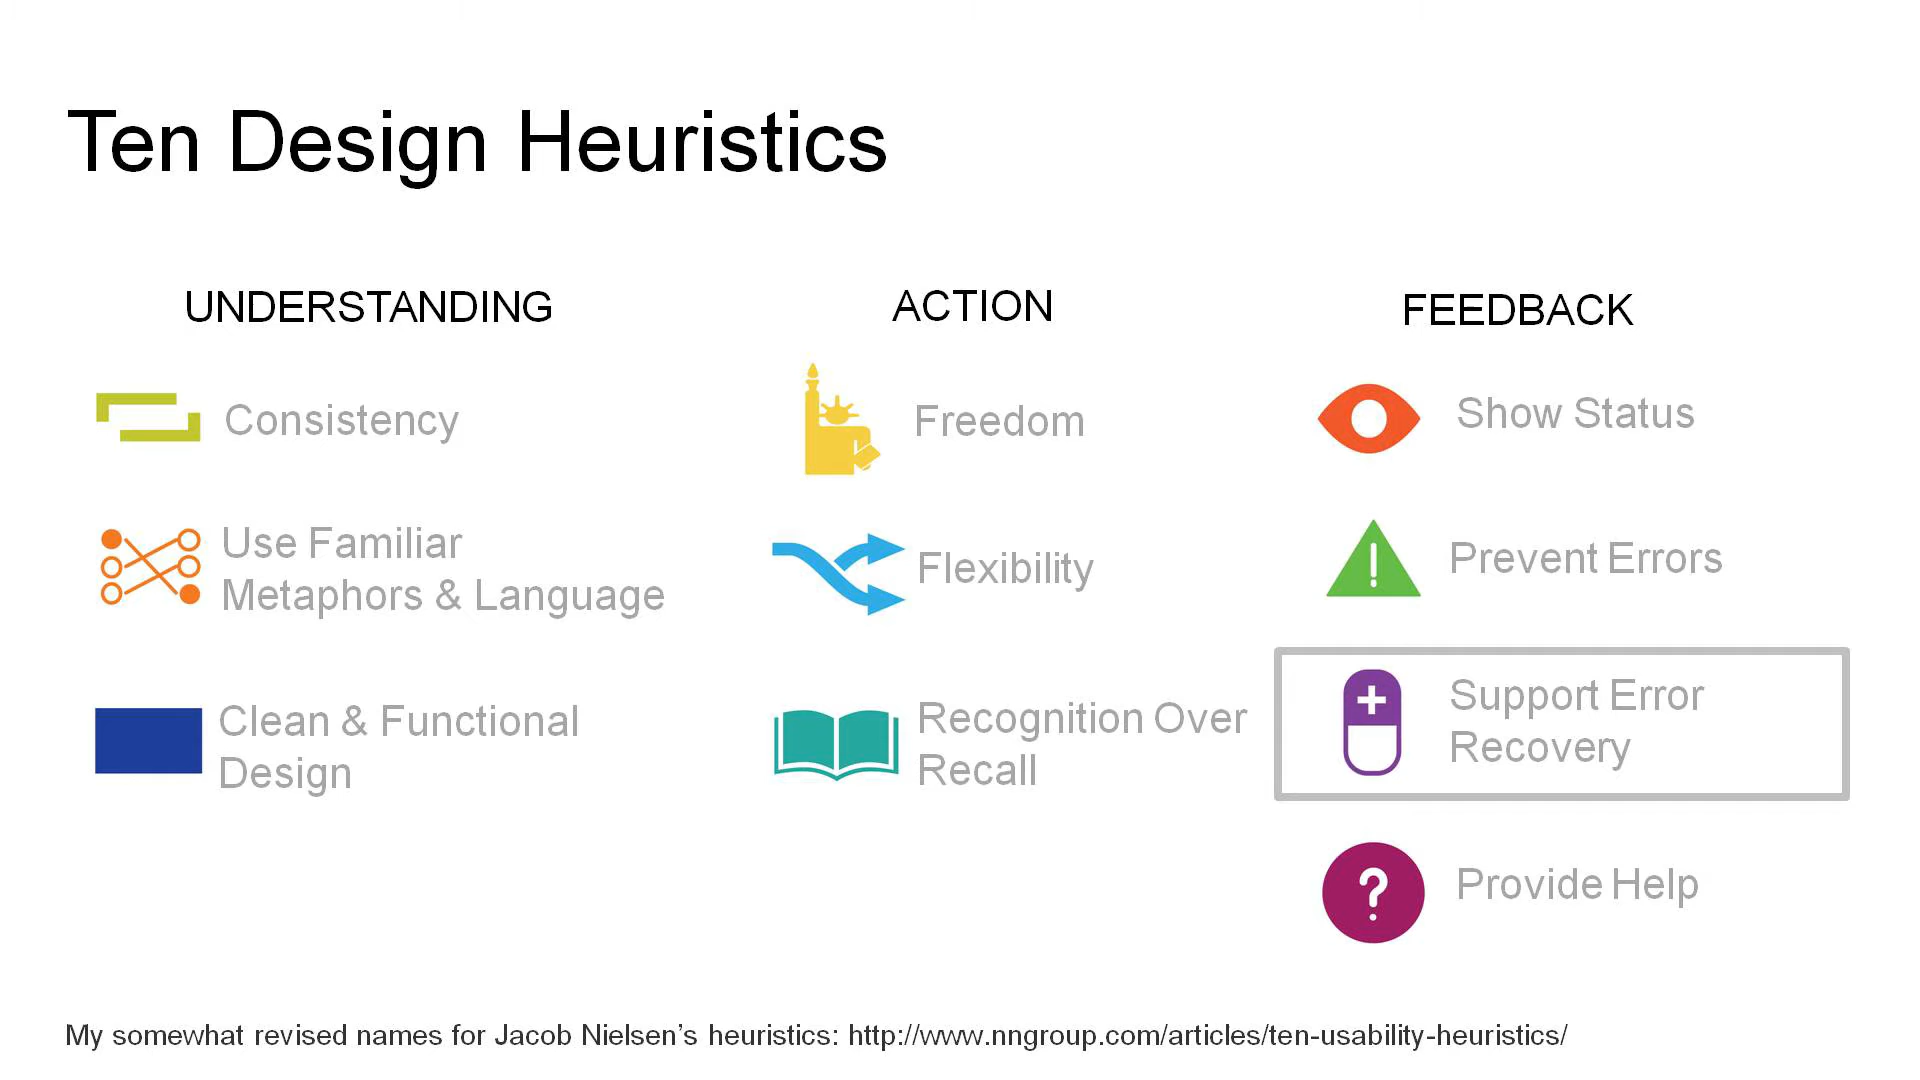 Ten Design Heuristics
UNDERSTANDING
Consistency
Use Familiar
Metaphors & Language
Clean & Functional
Design
ACTION
Freedom
Flexibility
Recognition Over
Recall
FEEDBACK
Show Status
Prevent Errors
Support Error
Recovery
Provide Help
My somewhat revised names for Jacob Nielsen’s heuristics: http://www.nngroup.com/articles/ten-usability-heuristics/